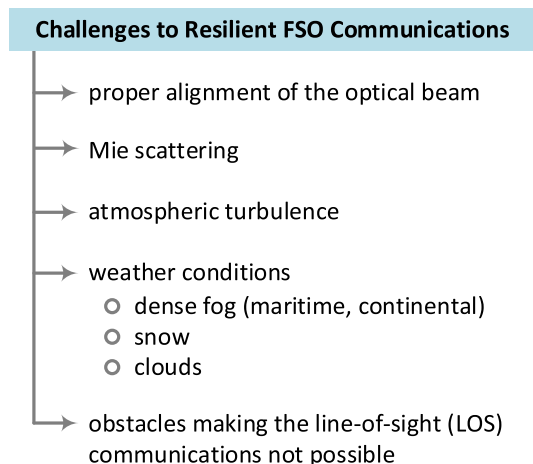 Challenges to Resilient FSO Communications
proper alignment of the optical beam
Mie scattering
atmospheric turbulence
weather conditions
dense fog (maritime, continental)
snow
clouds
obstacles making the line-of-sight (LOS)
communications not possible